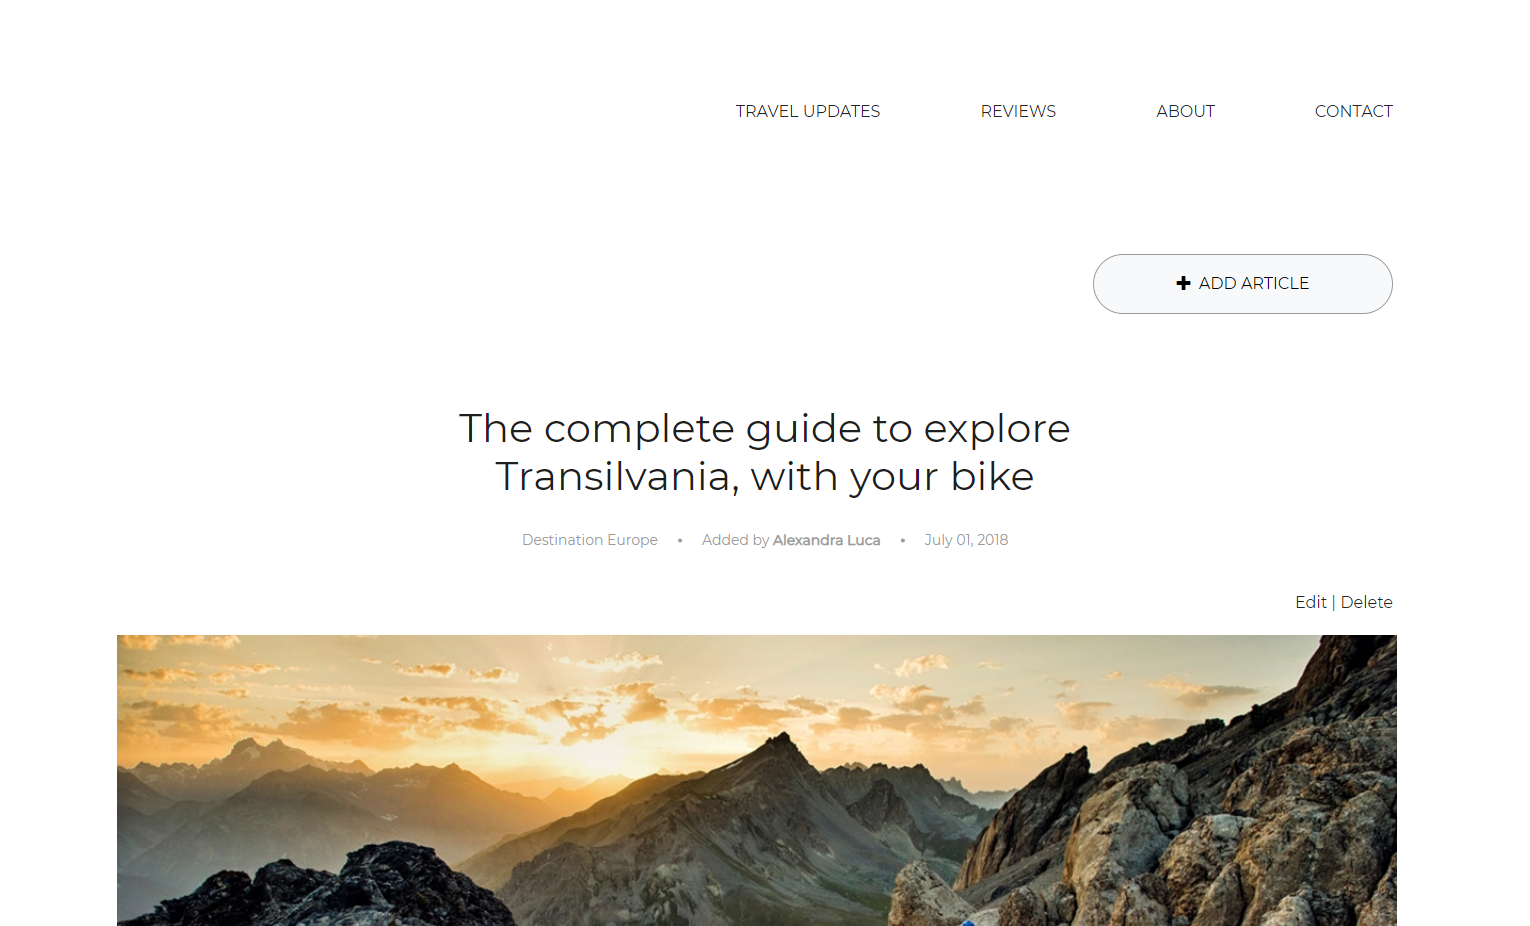 TRAVEL UPDATES REVIEWS ABOUT CONTACT
✚ ADD ARTICLE
The complete guide to explore
Transilvania, with your bike
Destination Europe • Added by Alexandra Luca • July 01, 2018
Edit | Delete